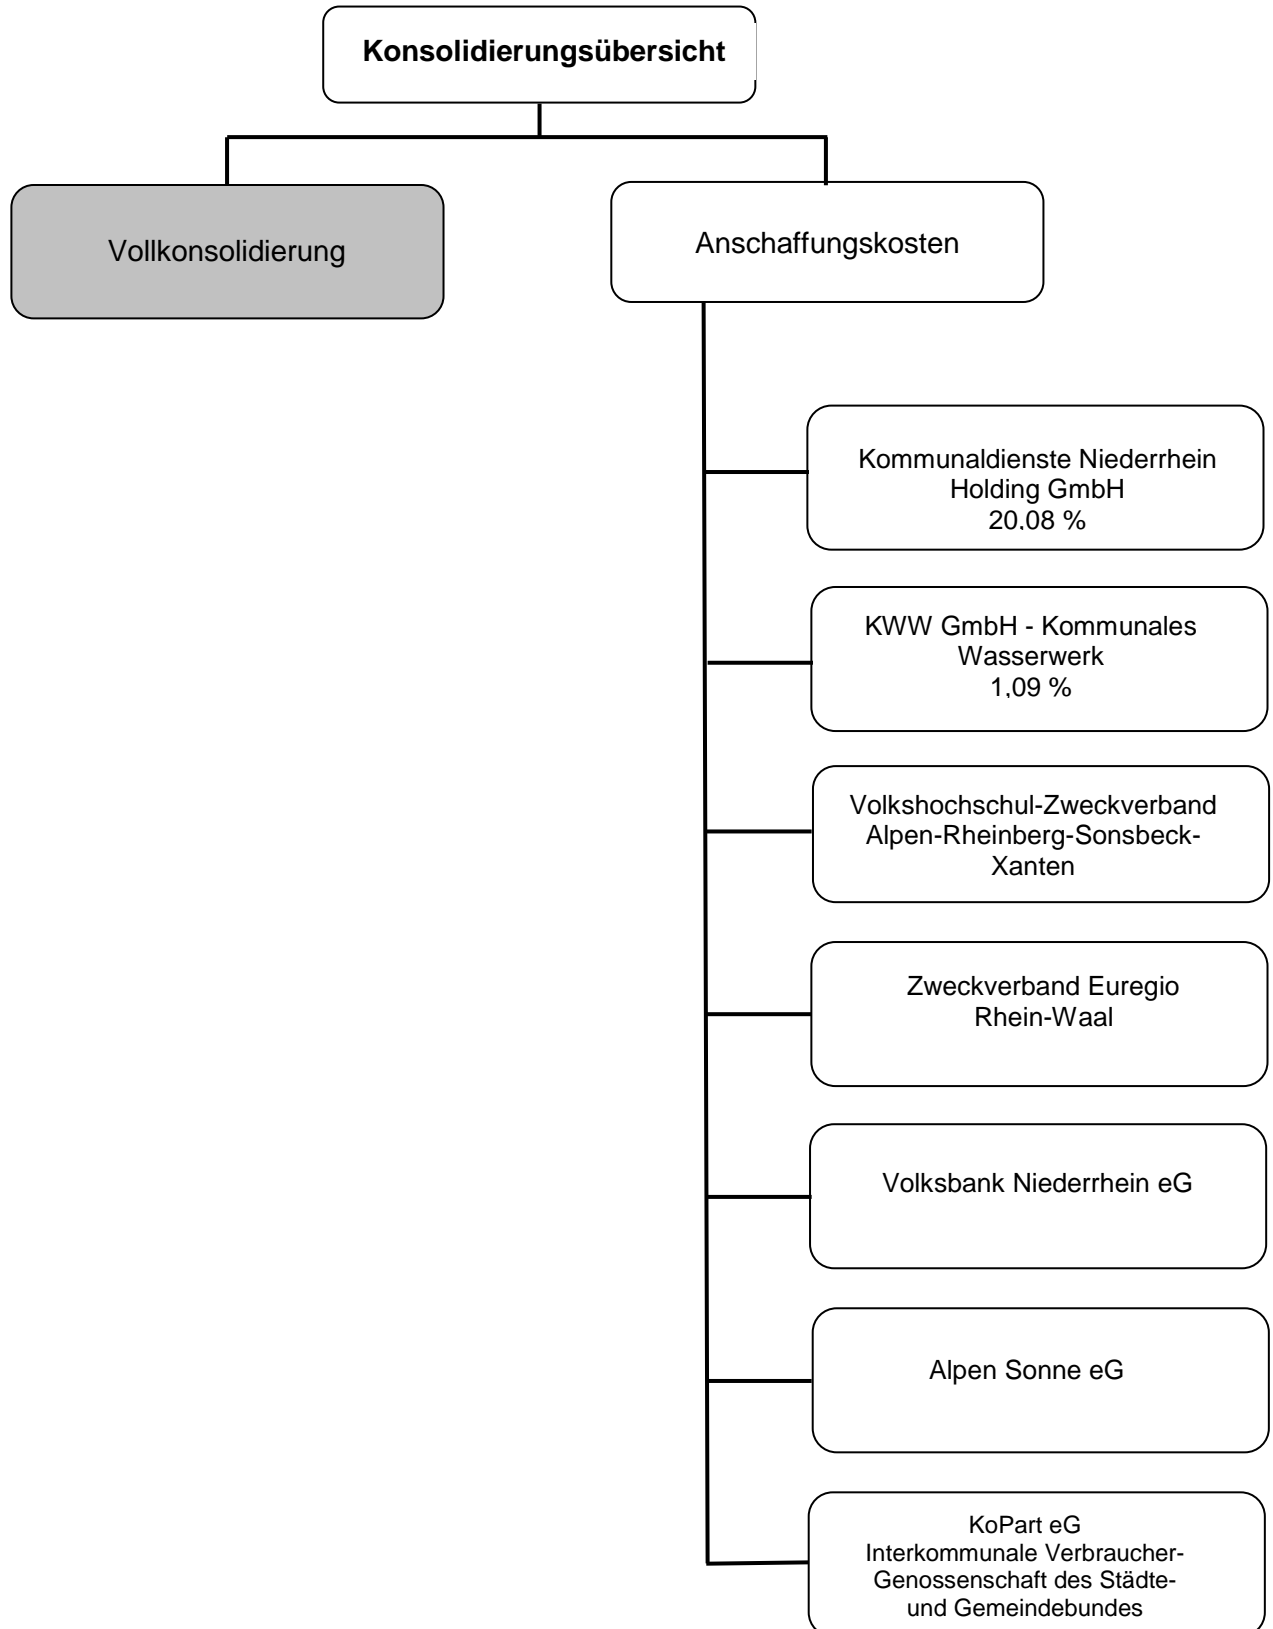 Konsolidierungsübersicht
Vollkonsolidierung
Anschaffungskosten
Kommunaldienste Niederrhein
Holding GmbH
20,08 %
KWW GmbH - Kommunales
Wasserwerk
1,09 %
Volkshochschul-Zweckverband
Alpen-Rheinberg-Sonsbeck-
Xanten
Zweckverband Euregio
Rhein-Waal
Volksbank Niederrhein eG
Alpen Sonne eG
KoPart eG
Interkommunale Verbraucher-
Genossenschaft des Städte-
und Gemeindebundes